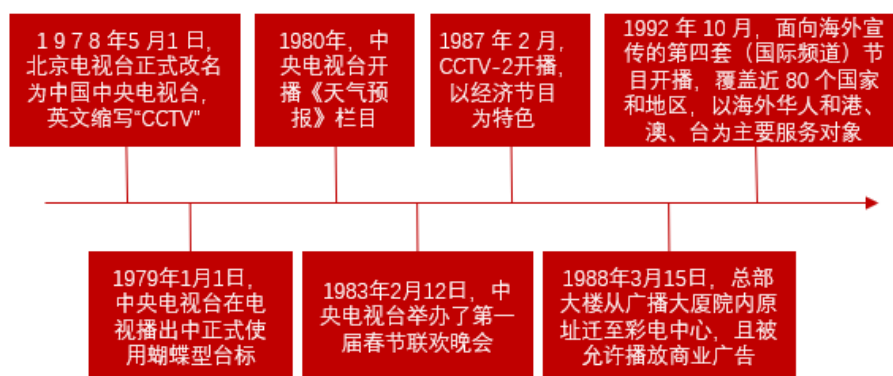 1978年5月1日,
北京电视台正式改名
为中国中央电视台,
英文缩写“CCTV”
1980年, 中
央电视台开
播《天气预
报》栏目
1987 年 2 月,
CCTV-2开播,
以经济节目
为特色
1992 年 10 月, 面向海外宣
传的第四套（国际频道）节
目开播, 覆盖近 80 个国家
和地区, 以海外华人和港、
澳、台为主要服务对象
1979年1月1日,
中央电视台在电
视播出中正式使
用蝴蝶型台标
1983年2月12日, 中
央电视台举办了第一
届春节联欢晚会
1988年3月15日, 总部
大楼从广播大厦院内原
址迁至彩电中心, 且被
允许播放商业广告